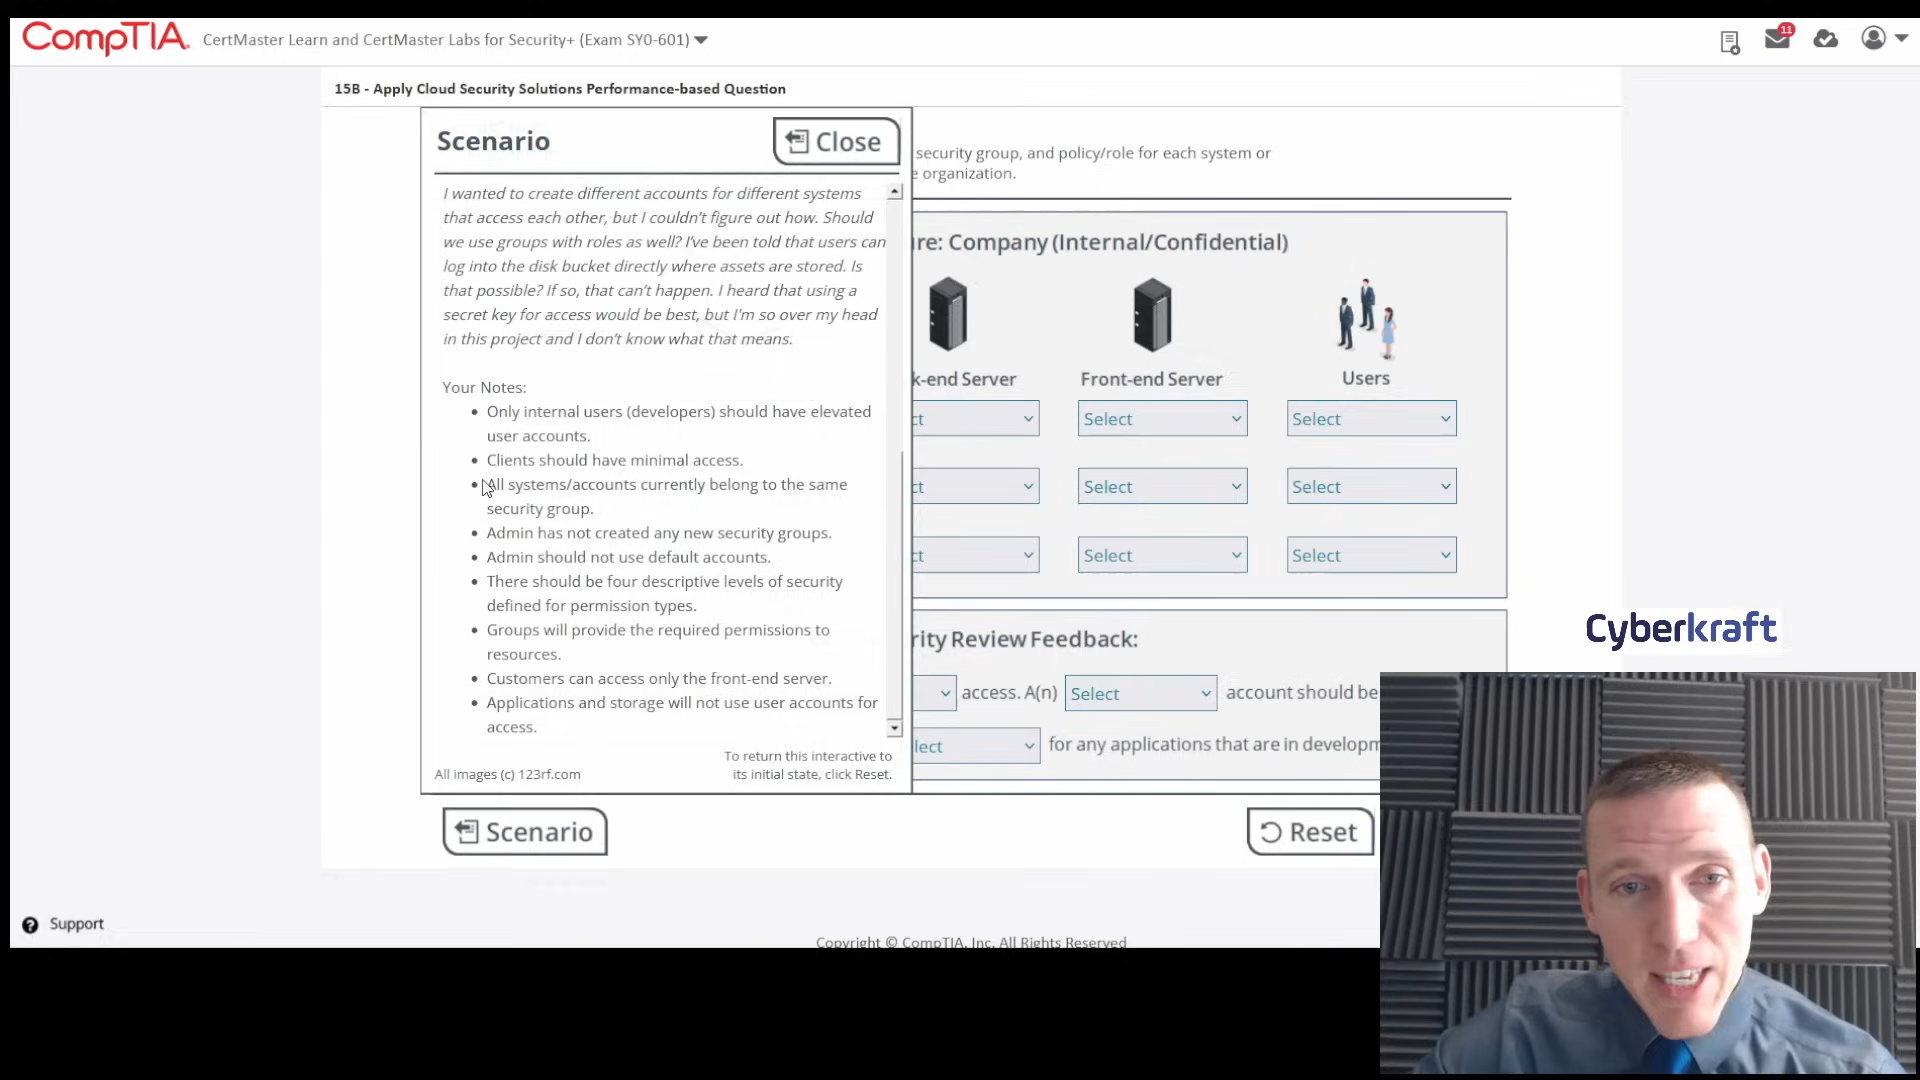 CompTIA.
CertMaster Learn and CertMaster Labs for Security+ (Exam SY0-601)
11
15B - Apply Cloud Security Solutions Performance-based Question
Scenario
Close
security group, and policy/role for each system or
organization.
I wanted to create different accounts for different systems
that access each other, but I couldn't figure out how. Should
we use groups with roles as well? I've been told that users can
log into the disk bucket directly where assets are stored. Is
that possible? If so, that can't happen. I heard that using a
secret key for access would be best, but I'm so over my head
in this project and I don't know what that means.
Your Notes:
Only internal users (developers) should have elevated
user accounts.
Clients should have minimal access.
All systems/accounts currently belong to the same
security group.
Admin has not created any new security groups.
Admin should not use default accounts.
There should be four descriptive levels of security
defined for permission types.
Groups will provide the required permissions to
resources.
Customers can access only the front-end server.
Applications and storage will not use user accounts for
access.
To return this interactive to
its initial state, click Reset.
All images (c) 123rf.com
re: Company (Internal/Confidential)
k-end Server
Front-end Server
Users
ct
Select
Select
ct
Select
Select
ct
Select
Select
rity Review Feedback:
access. A(n)
Select
account should be
lect
for any applications that are in developm
Scenario
Reset
Cyberkraft
Support
Copyright © CompTIA, Inc. All Rights Reserved